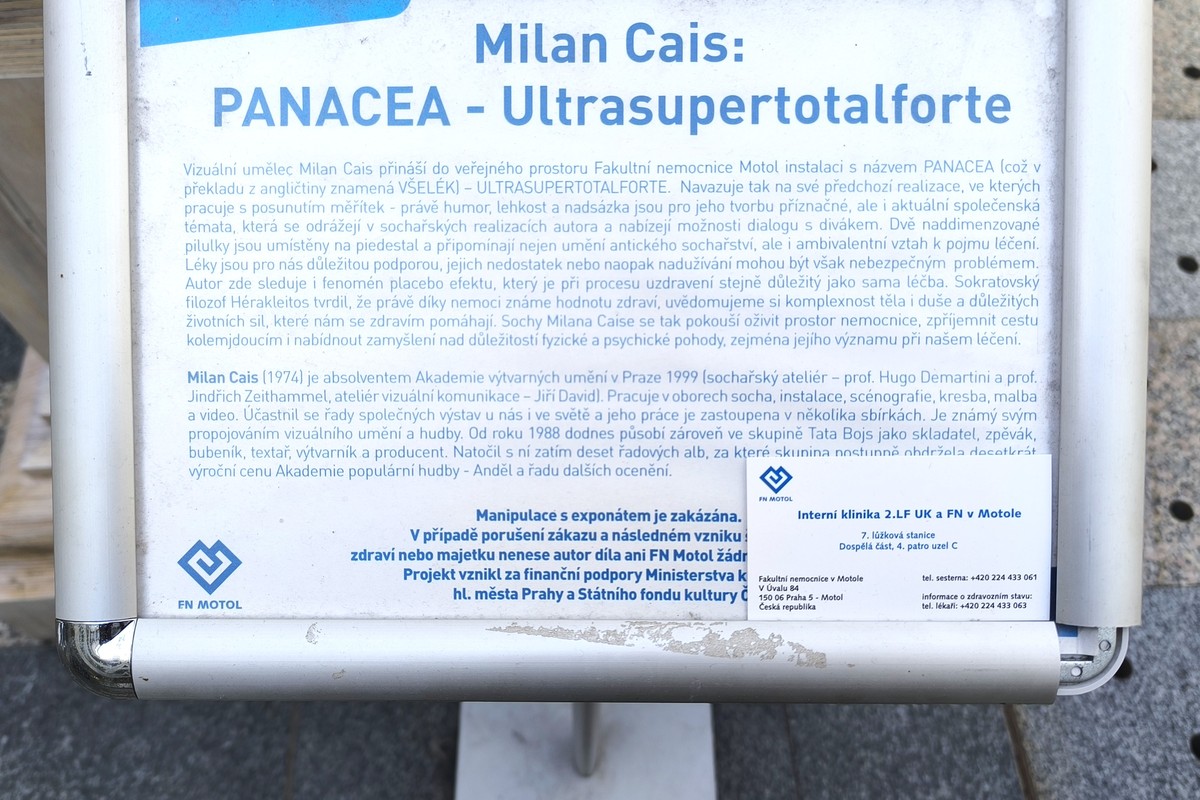 Milan Cais:
PANACEA - Ultrasupertotalforte
Vizuální umělec Milan Cais přináší do veřejného prostoru Fakultní nemocnice Motol instalaci s názvem PANACEA (což v
překladu z angličtiny znamená VŠELÉK) – ULTRASUPERTOTALFORTE. Navazuje tak na své předchozí realizace, ve kterých
pracuje s posunutím měřítek - právě humor, lehkost a nadsázka jsou pro jeho tvorbu příznačné, ale i aktuální společenská
témata, která se odrážejí v sochařských realizacích autora a nabízejí možnosti dialogu s divákem. Dvě naddimenzované
pilulky jsou umístěny na piedestal a připomínají nejen umění antického sochařství, ale i ambivalentní vztah k pojmu léčení.
Léky jsou pro nás důležitou podporou, jejich nedostatek nebo naopak nadužívání mohou být však nebezpečným problémem.
Autor zde sleduje i fenomén placebo efektu, který je při procesu uzdravení stejně důležitý jako sama léčba. Sokratovský
filozof Hérakleitos tvrdil, že právě díky nemoci známe hodnotu zdraví, uvědomujeme si komplexnost těla i duše a důležitých
životních sil, které nám se zdravím pomáhají. Sochy Milana Caise se tak pokouší oživit prostor nemocnice, zpříjemnit cestu
kolemjdoucím i nabídnout zamyšlení nad důležitostí fyzické a psychické pohody, zejména jejího významu při našem léčení.
Milan Cais (1974) je absolventem Akademie výtvarných umění v Praze 1999 (sochařský ateliér – prof. Hugo Demartini a prof.
Jindřich Zeithammel, ateliér vizuální komunikace – Jiří David). Pracuje v oborech socha, instalace, scénografie, kresba, malba
a video. Účastnil se řady společných výstav u nás i ve světě a jeho práce je zastoupena v několika sbírkách. Je známý svým
propojováním vizuálního umění a hudby. Od roku 1988 dodnes působí zároveň ve skupině Tata Bojs jako skladatel, zpěvák,
bubeník, textař, výtvarník a producent. Natočil s ní zatím deset řadových alb, za které skupina postupně obdržela desetkrát
výroční cenu Akademie populární hudby - Anděl a řadu dalších ocenění.
Manipulace s exponátem je zakázána.
V případě porušení zákazu a následném vzniku
zdraví nebo majetku nenese autor díla ani FN Motol
Projekt vznikl za finanční podpory Ministerstva
hl. města Prahy a Státního fondu kultury
FN MOTOL
FN MOTOL
Interní klinika 2.LF UK a FN v Motole
7. lůžková stanice
Dospělá část, 4. patro uzel C
Fakultní nemocnice v Motole
V Úvalu 84
150 06 Praha 5 - Motol
Česká republika
tel. sesterna: +420 224 433 061
informace o zdravozním stavu:
tel. lékaři: +420 224 433 063